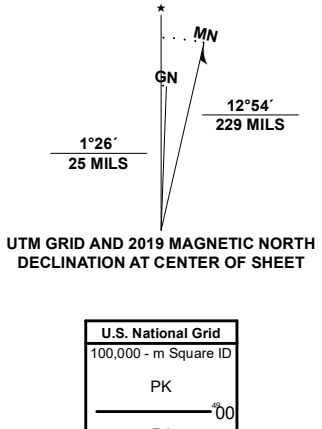 ★
MN
GN
1°26´
25 MILS
12°54´
229 MILS
UTM GRID AND 2019 MAGNETIC NORTH
DECLINATION AT CENTER OF SHEET
U.S. National Grid
100,000 - m Square ID
PK
4900